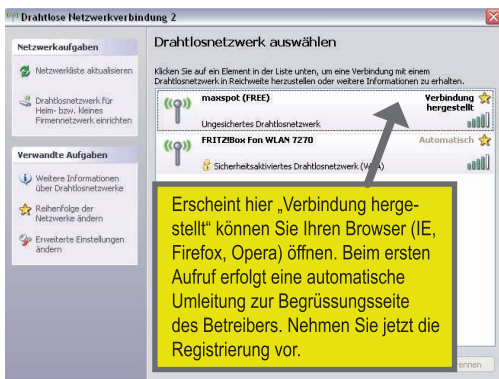 Drahtlose Netzwerkverbindung 2
Netzwerkaufgaben
Netzwerkliste aktualisieren
Drahtlosnetzwerk für
Heim- bzw. kleines
Firmennetzwerk einrichten
Verwandte Aufgaben
Weitere Informationen
über Drahtlosnetzwerke
Reihenfolge der
Netzwerke ändern
Erweiterte Einstellungen
ändern
Drahtlosnetzwerk auswählen
Klicken Sie auf ein Element in der Liste unten, um eine Verbindung mit einem
Drahtlosnetzwerk in Reichweite herzustellen oder weitere Informationen zu erhalten.
maxspot (FREE)
Verbindung
hergestellt
Ungesichertes Drahtlosnetzwerk
FRITZ!Box Fon WLAN 7270
Automatisch
Sicherheitsaktiviertes Drahtlosnetzwerk
Erscheint hier „Verbindung herge-
stellt“ können Sie Ihren Browser (IE,
Firefox, Opera) öffnen. Beim ersten
Aufruf erfolgt eine automatische
Umleitung zur Begrüssungsseite
des Betreibers. Nehmen Sie jetzt die
Registrierung vor.